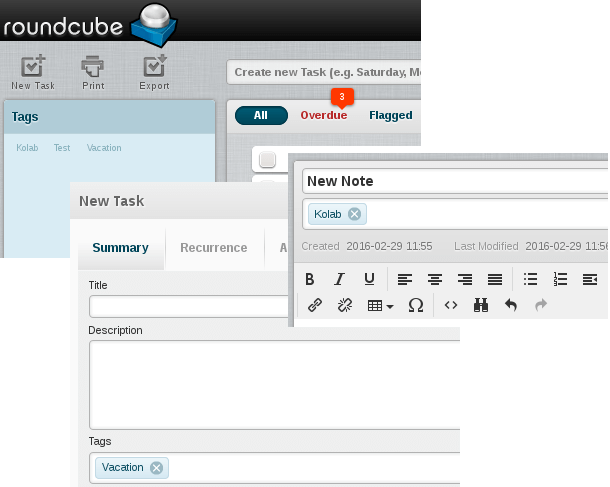 roundcube
New Task Print Export
Create new Task (e.g. Saturday, Mo
Tags
All Overdue 3 Flagged
Kolab Test Vacation
New Task
Summary Recurrence A
Title
Description
Tags
Vacation
New Note
Kolab
Created 2016-02-29 11:55 Last Modified 2016-02-29 11:56
B I U